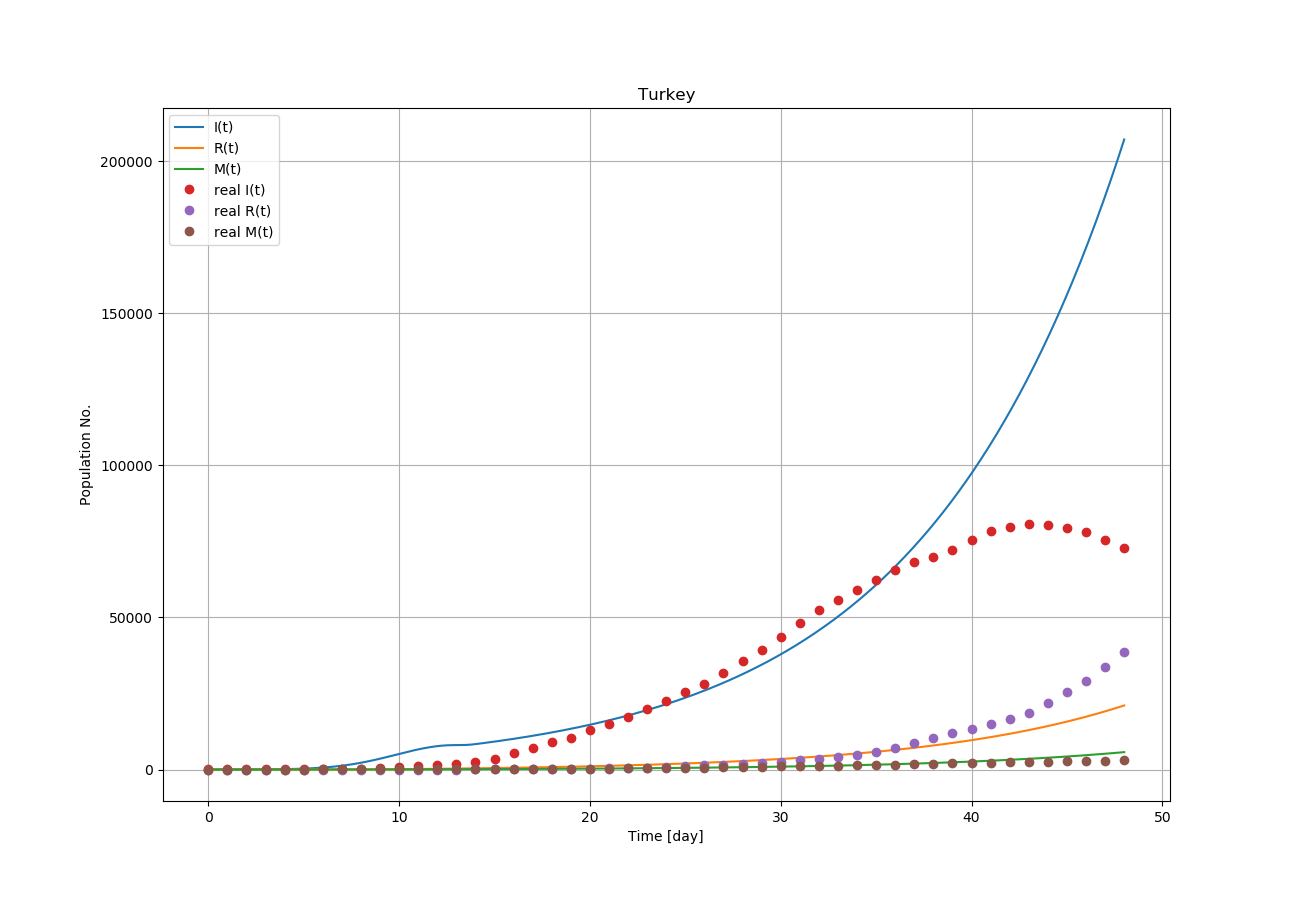 Turkey
I(t)
R(t)
M(t)
real I(t)
real R(t)
real M(t)
200000
150000
100000
50000
0
Population No.
0 10 20 30 40 50
Time [day]